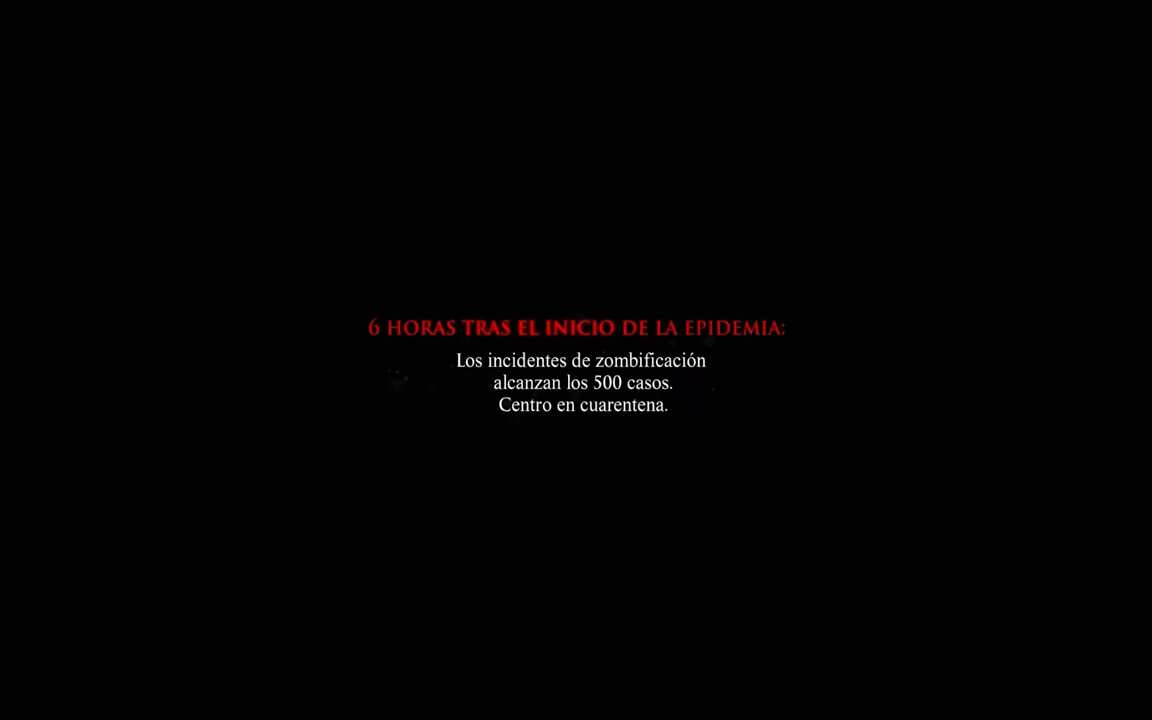 6 HORAS TRAS EL INICIO DE LA EPIDEMIA:
Los incidentes de zombificación
alcanzan los 500 casos.
Centro en cuarentena.